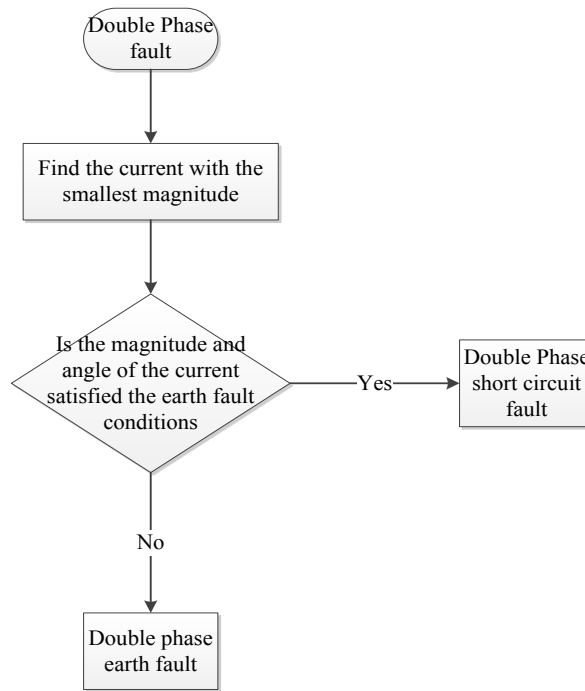 Double Phase
fault
Find the current with the
smallest magnitude
Is the magnitude and
angle of the current
satisfied the earth fault
conditions
Yes
Double Phase
short circuit
fault
No
Double phase
earth fault